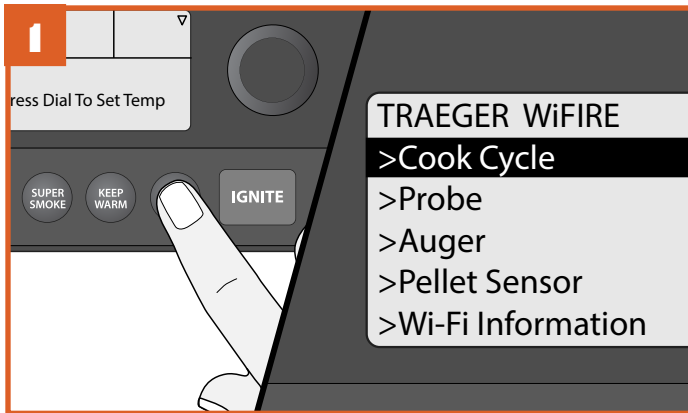 1
ress Dial To Set Temp
SUPER
SMOKE
KEEP
WARM
IGNITE
TRAEGER WiFIRE
>Cook Cycle
>Probe
>Auger
>Pellet Sensor
>Wi-Fi Information